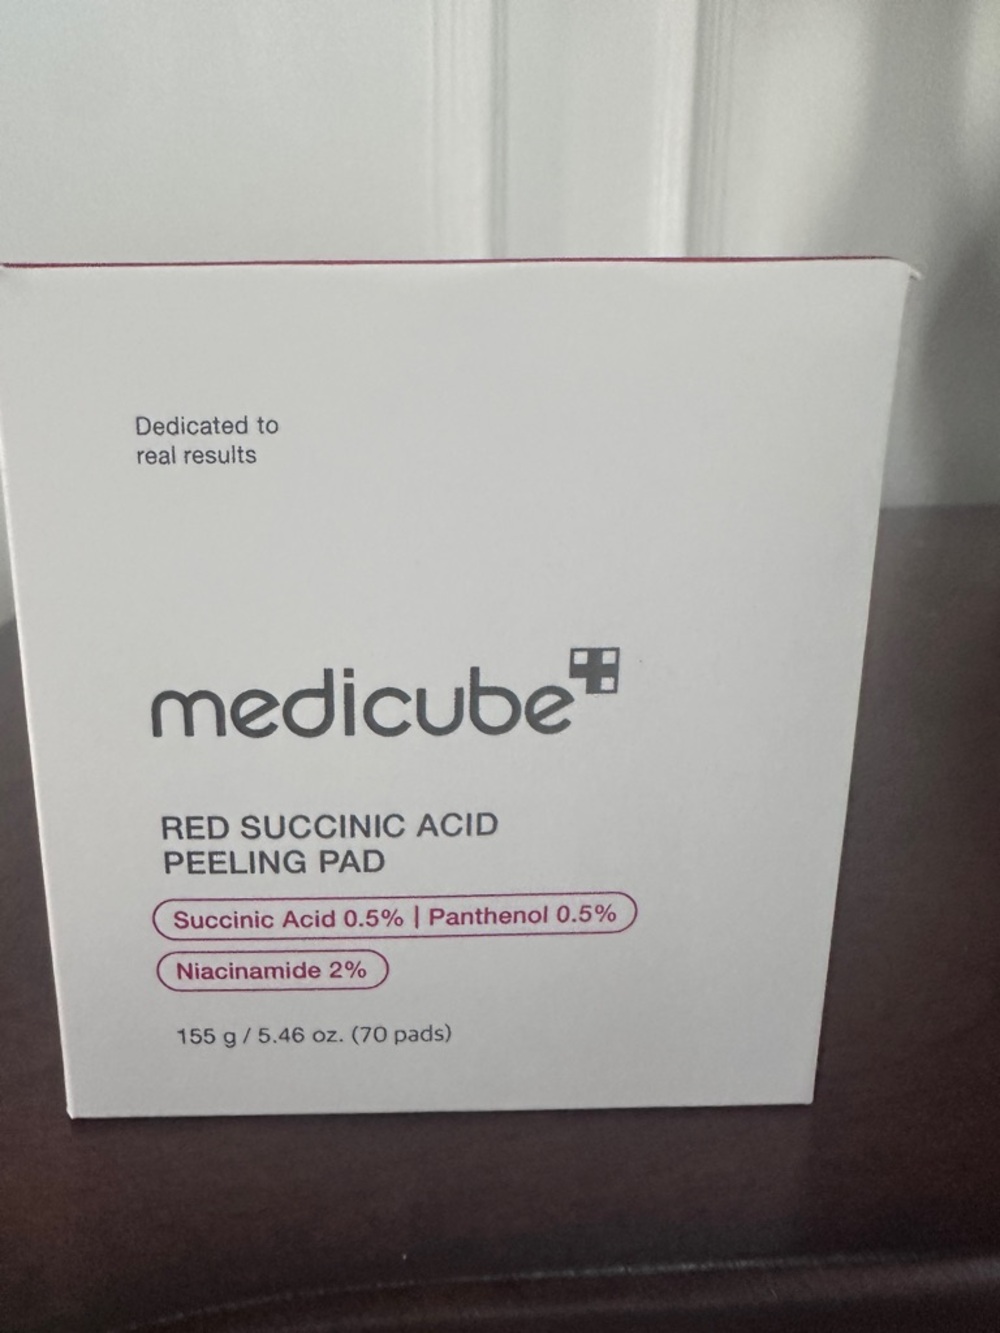 Dedicated to
real results
medicube
RED SUCCINIC ACID
PEELING PAD
Succinic Acid 0.5% | Panthenol 0.5%
Niacinamide 2%
155 g / 5.46 oz. (70 pads)